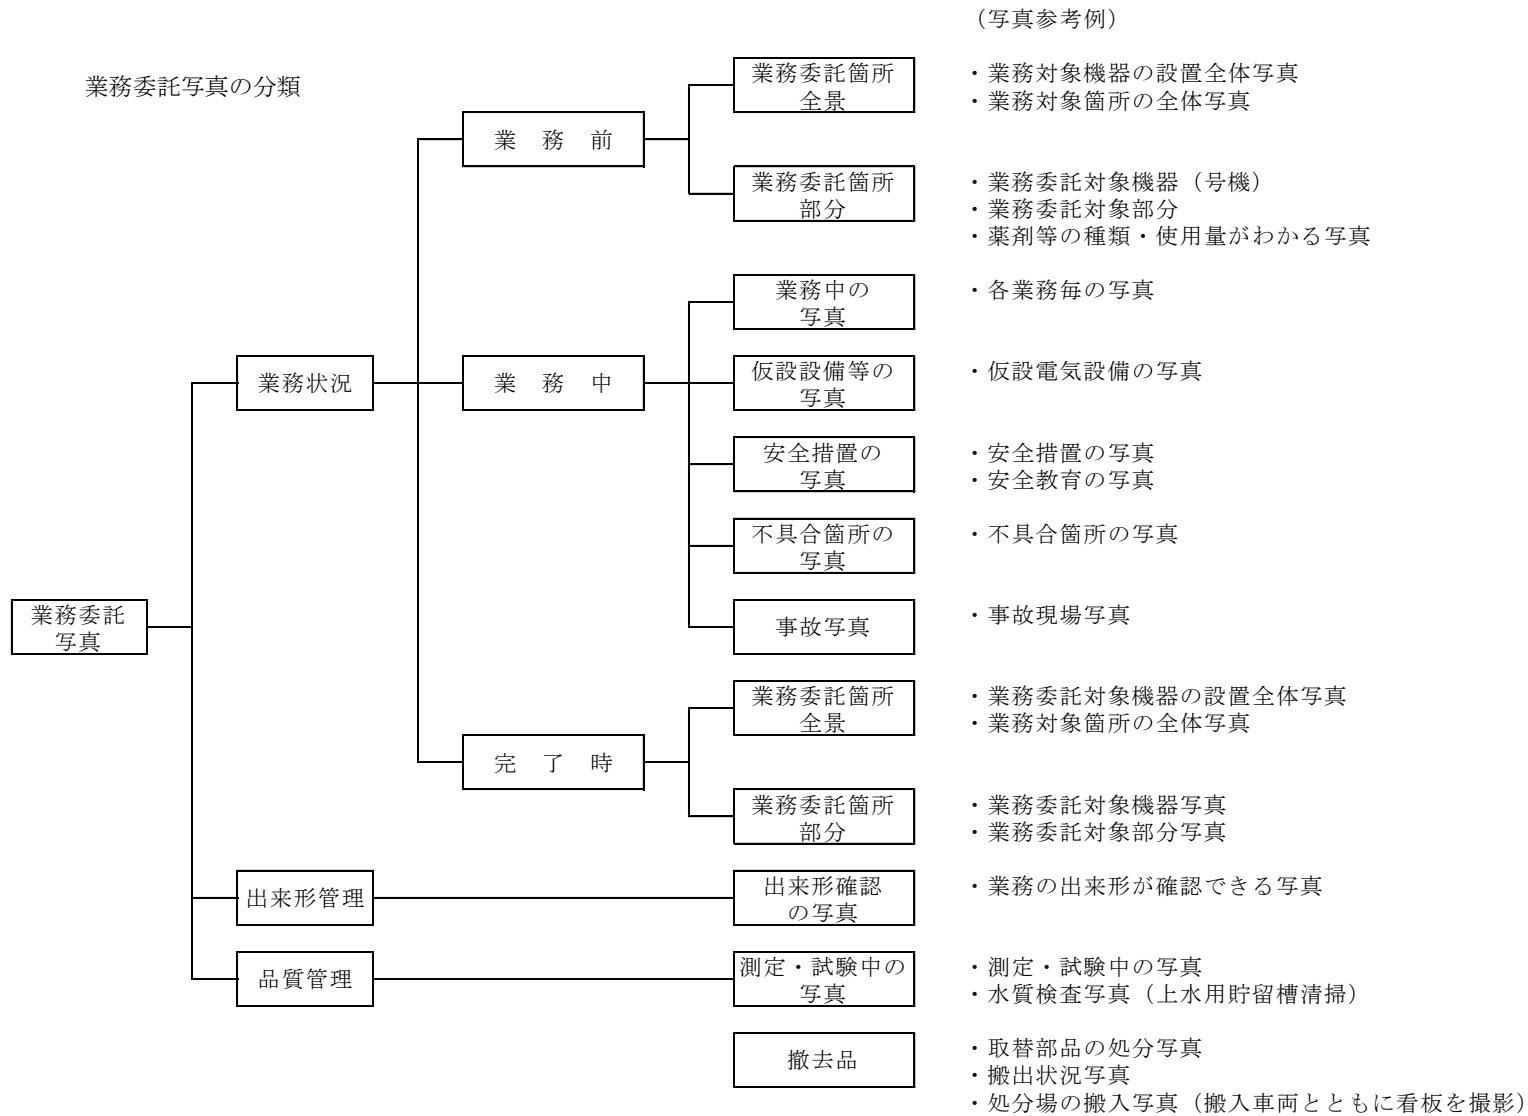 (写真参考例)
業務委託写真の分類
業務委託箇所
全景
・業務対象機器の設置全体写真
・業務対象箇所の全体写真
業 務 前
業務委託箇所
部分
・業務委託対象機器(号機)
・業務委託対象部分
・薬剤等の種類・使用量がわかる写真
業務中の
写真
・各業務毎の写真
業務状況
業 務 中
仮設設備等の
写真
・仮設電気設備の写真
安全措置の
写真
・安全措置の写真
・安全教育の写真
不具合箇所の
写真
・不具合箇所の写真
業務委託
写真
事故写真
・事故現場写真
業務委託箇所
全景
・業務委託対象機器の設置全体写真
・業務対象箇所の全体写真
完 了 時
業務委託箇所
部分
・業務委託対象機器写真
・業務委託対象部分写真
出来形管理
出来形確認
の写真
・業務の出来形が確認できる写真
品質管理
測定・試験中の
写真
・測定・試験中の写真
・水質検査写真(上水用貯留槽清掃)
撤去品
・取替部品の処分写真
・搬出状況写真
・処分場の搬入写真(搬入車両とともに看板を撮影)